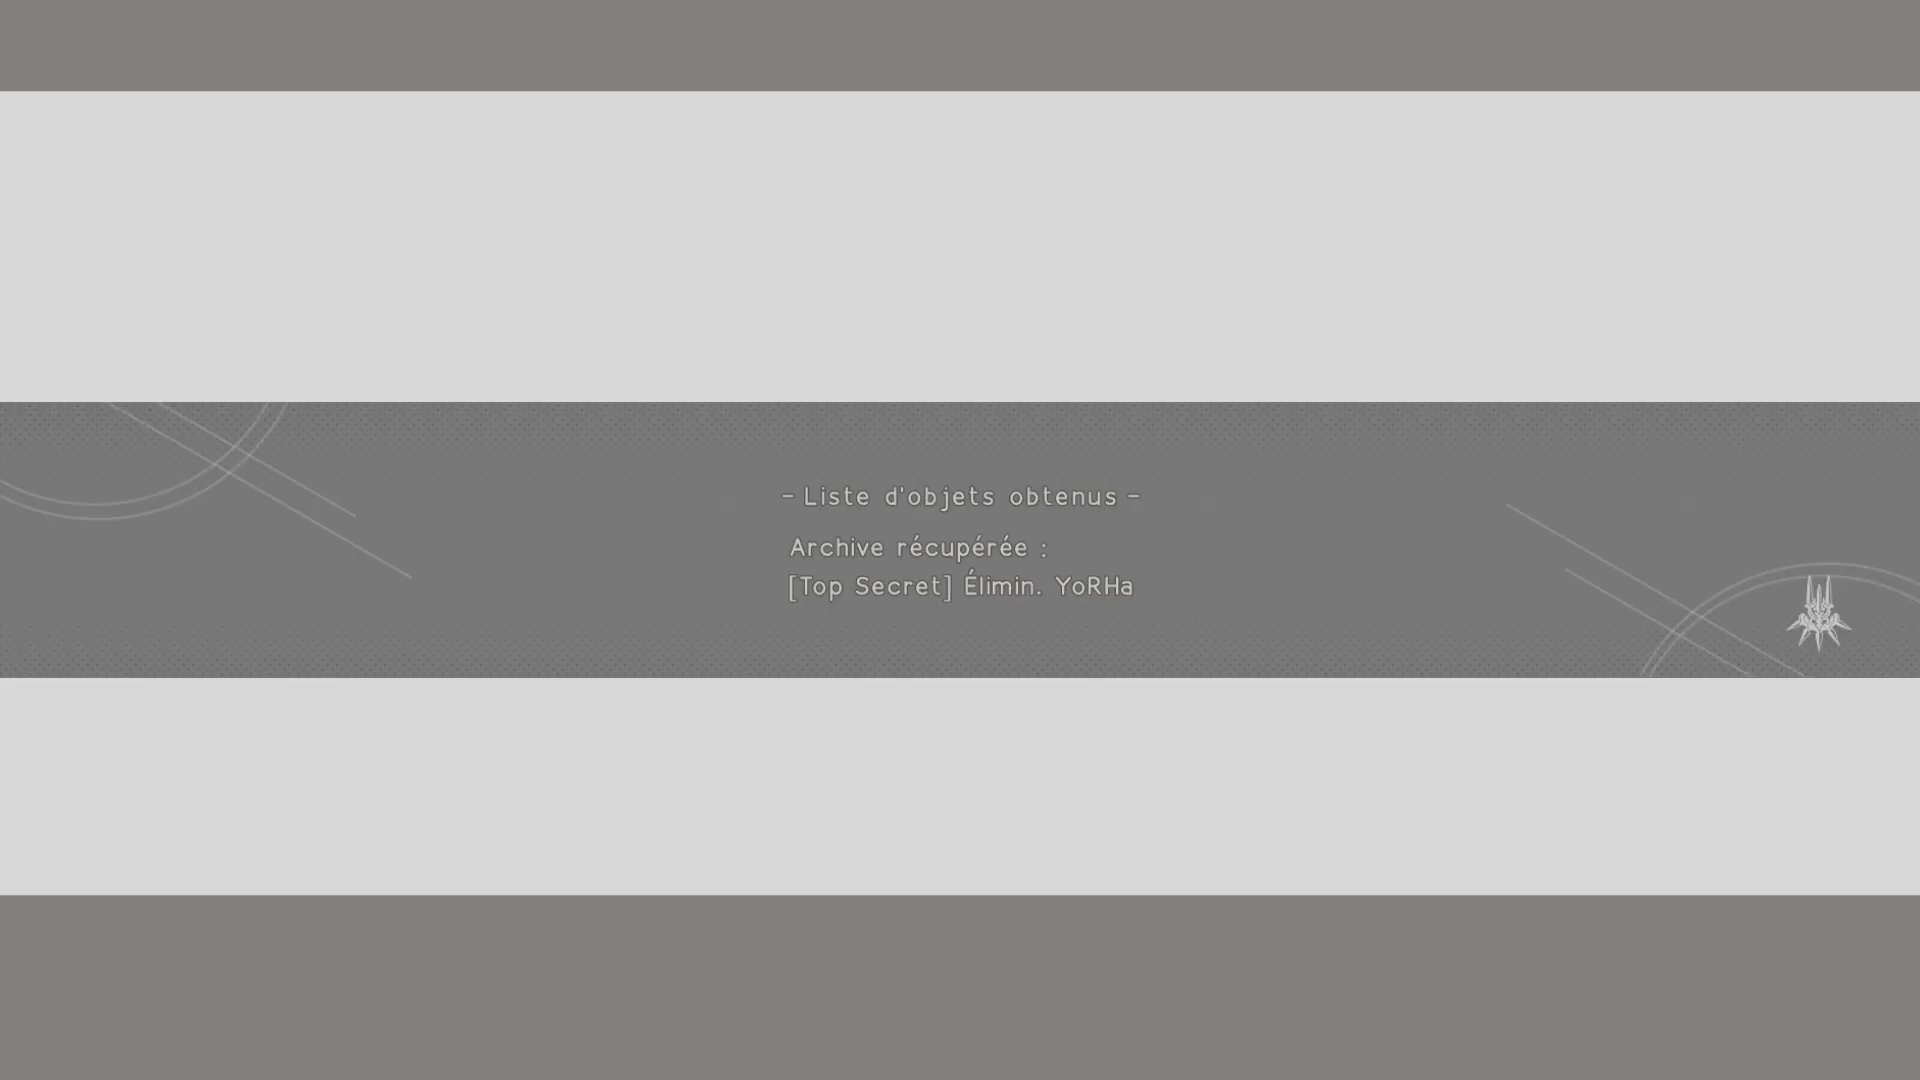 - Liste d'objets obtenus -
Archive récupérée :
[Top Secret] Élimin. YoRHa